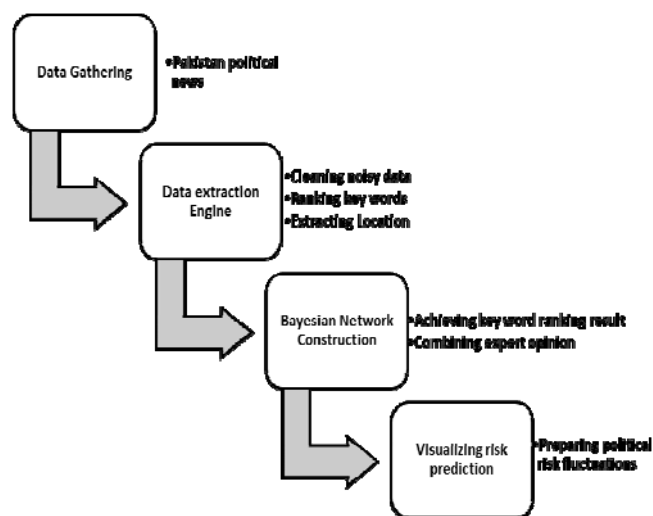 Data Gathering
•Pakistan political
news
Data extraction
Engine
•Cleaning noisy data
•Ranking key words
•Extracting Location
Bayesian Network
Construction
•Achieving key word ranking result
•Combining expert opinion
Visualizing risk
prediction
•Preparing political
risk fluctuations